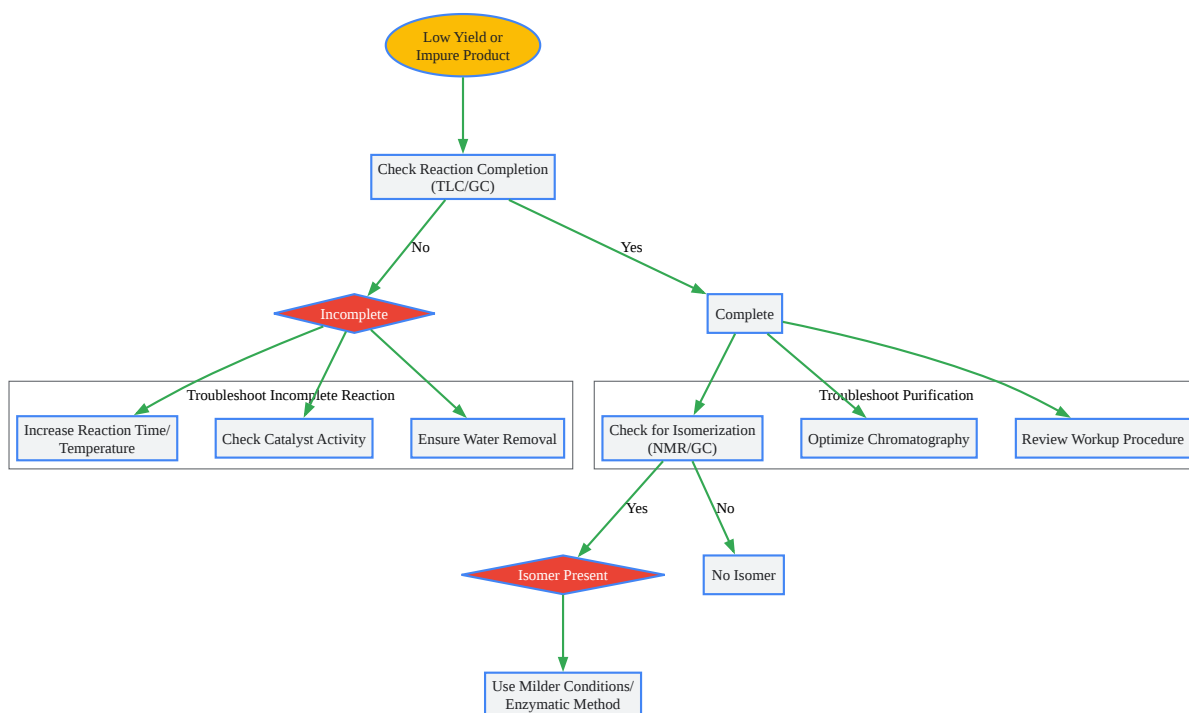 Low Yield or
Impure Product
Check Reaction Completion
(TLC/GC)
No
Yes
Incomplete
Complete
Troubleshoot Incomplete Reaction
Troubleshoot Purification
Increase Reaction Time/
Temperature
Check Catalyst Activity
Ensure Water Removal
Check for Isomerization
(NMR/GC)
Optimize Chromatography
Review Workup Procedure
Yes
No
Isomer Present
No Isomer
Use Milder Conditions/
Enzymatic Method